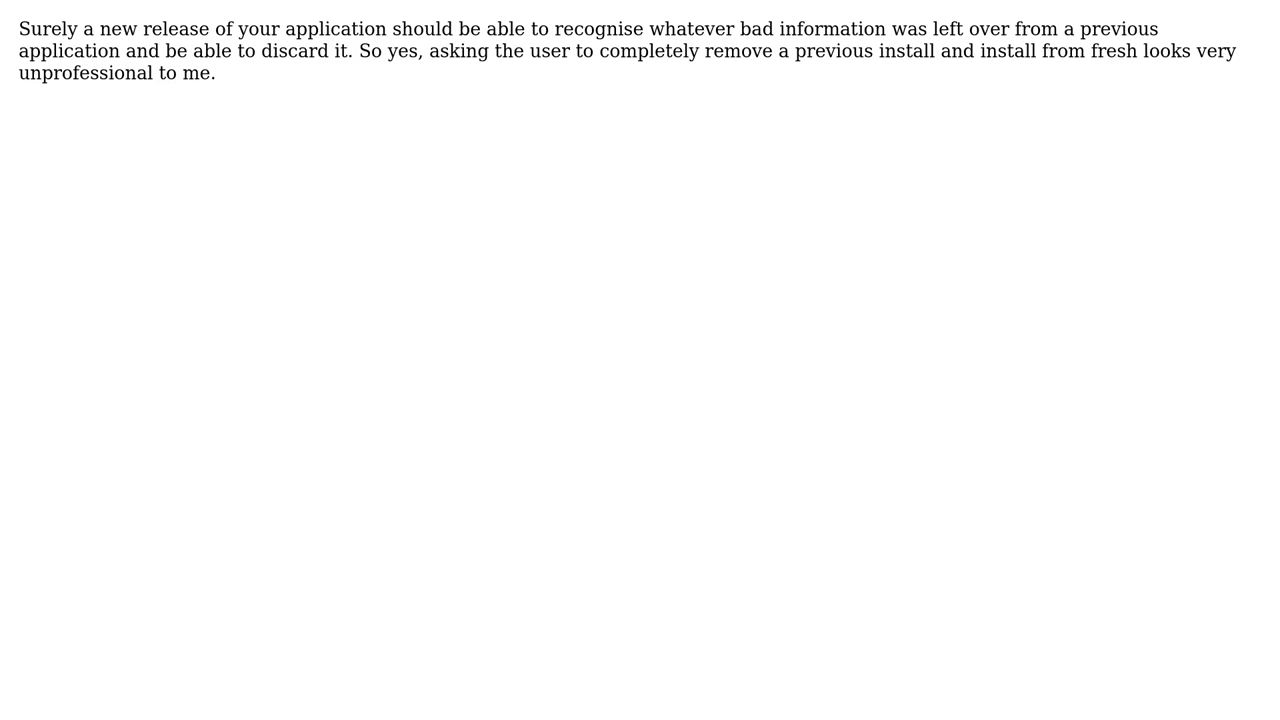 Surely a new release of your application should be able to recognise whatever bad information was left over from a previous
application and be able to discard it. So yes, asking the user to completely remove a previous install and install from fresh looks very
unprofessional to me.